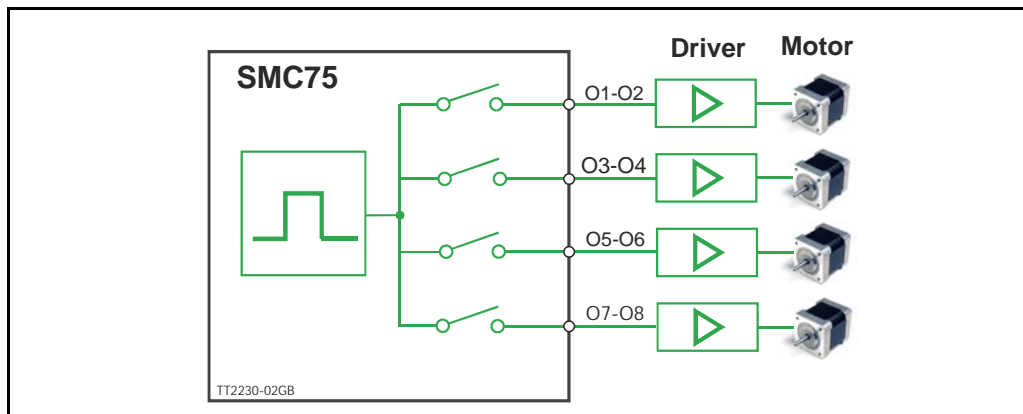 Driver Motor
SMC75
O1-O2
O3-O4
O5-O6
O7-O8
TT2230-02GB